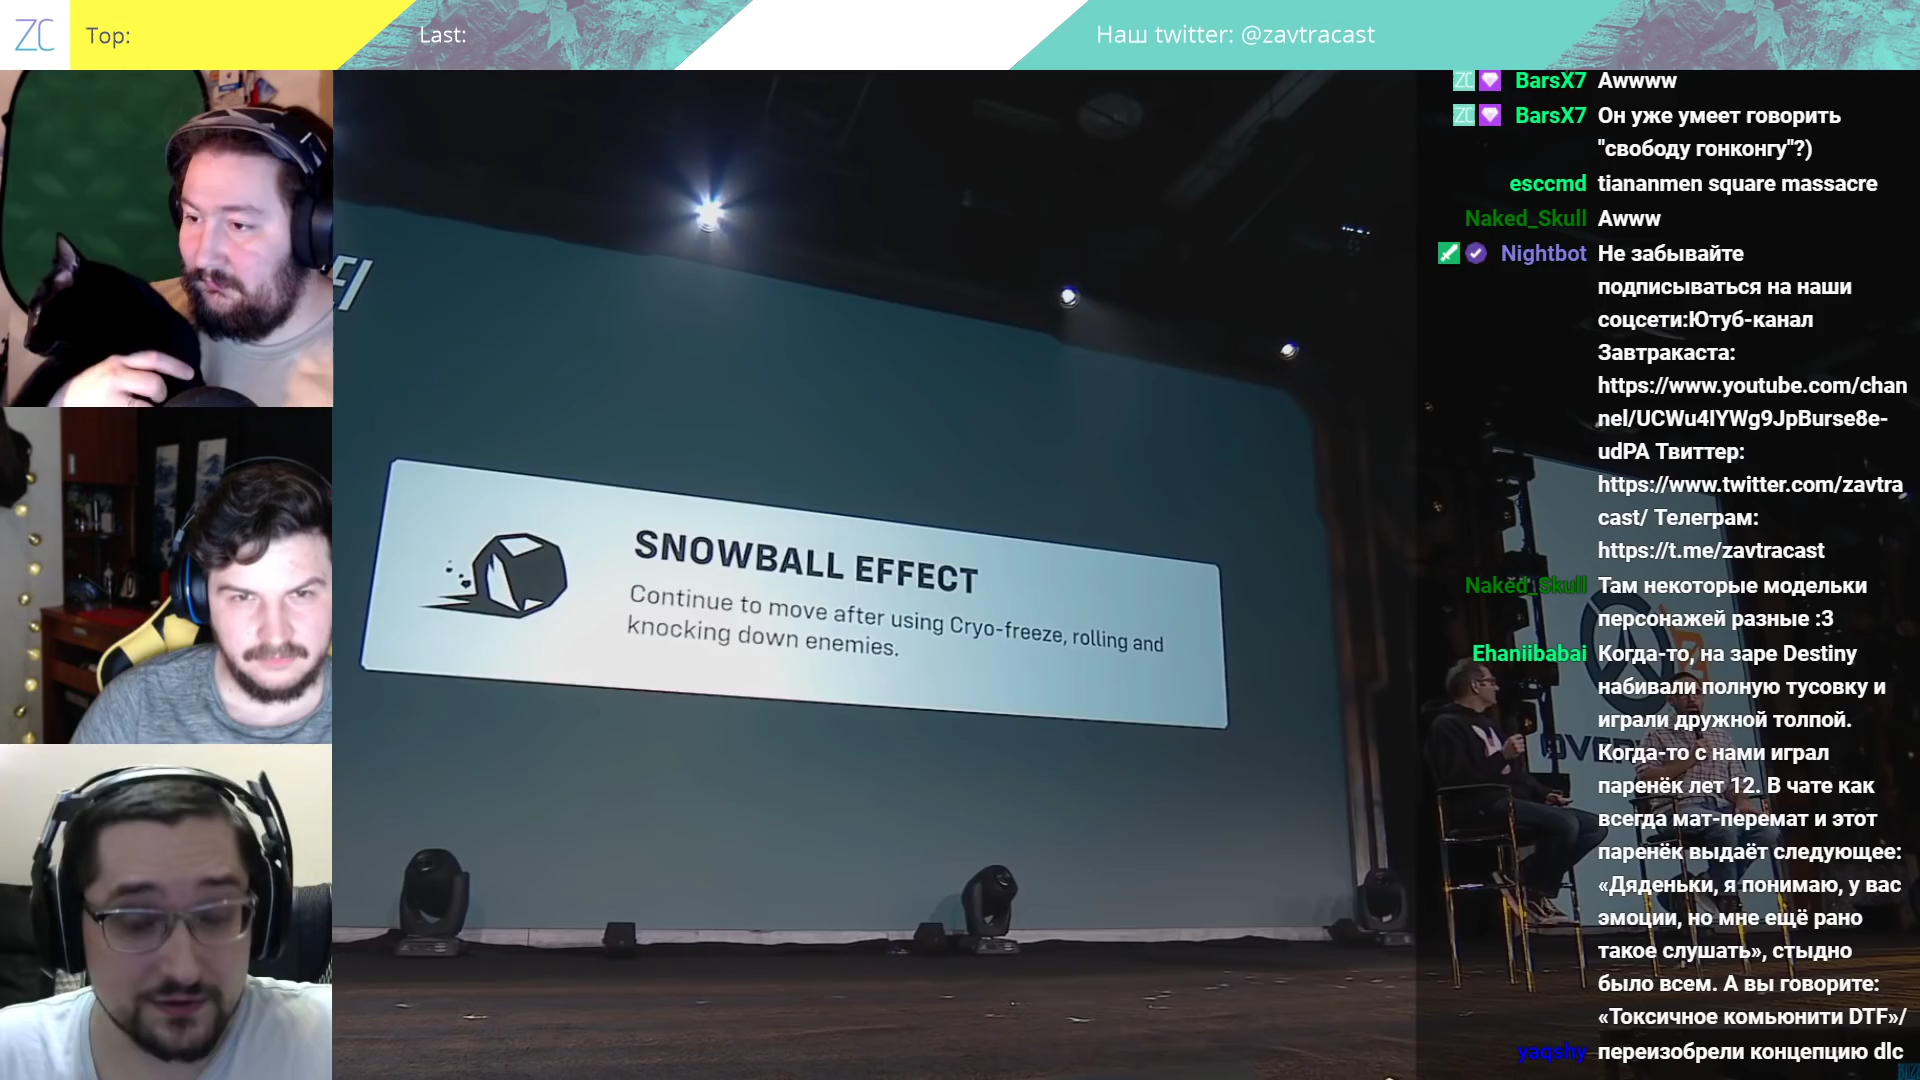 ZC
Top:
Last:
Наш twitter: @zavtracast
SNOWBALL EFFECT
Continue to move after using Cryo-freeze, rolling and
knocking down enemies.
BarsX7 Awwww
BarsX7 Он уже умеет говорить
"свободу гонконгу"?)
esccmd tiananmen square massacre
Naked_Skull Awww
Nightbot Не забывайте
подписываться на наши
соцсети:Ютуб-канал
Завтракаста:
https://www.youtube.com/chan
nel/UCWu4IYWg9JpBurse8e-
udPA Твиттер:
https://www.twitter.com/zavtra
cast/ Телеграм:
https://t.me/zavtracast
Naked_Skull Там некоторые модельки
персонажей разные :3
Ehaniibabai Когда-то, на заре Destiny
набивали полную тусовку и
играли дружной толпой.
Когда-то с нами играл
паренёк лет 12. В чате как
всегда мат-перемат и этот
паренёк выдаёт следующее:
«Дяденьки, я понимаю, у вас
эмоции, но мне ещё рано
такое слушать», стыдно
было всем. А вы говорите:
«Токсичное комьюнити DTF»/
yaqshy переизобрели концепцию dlc